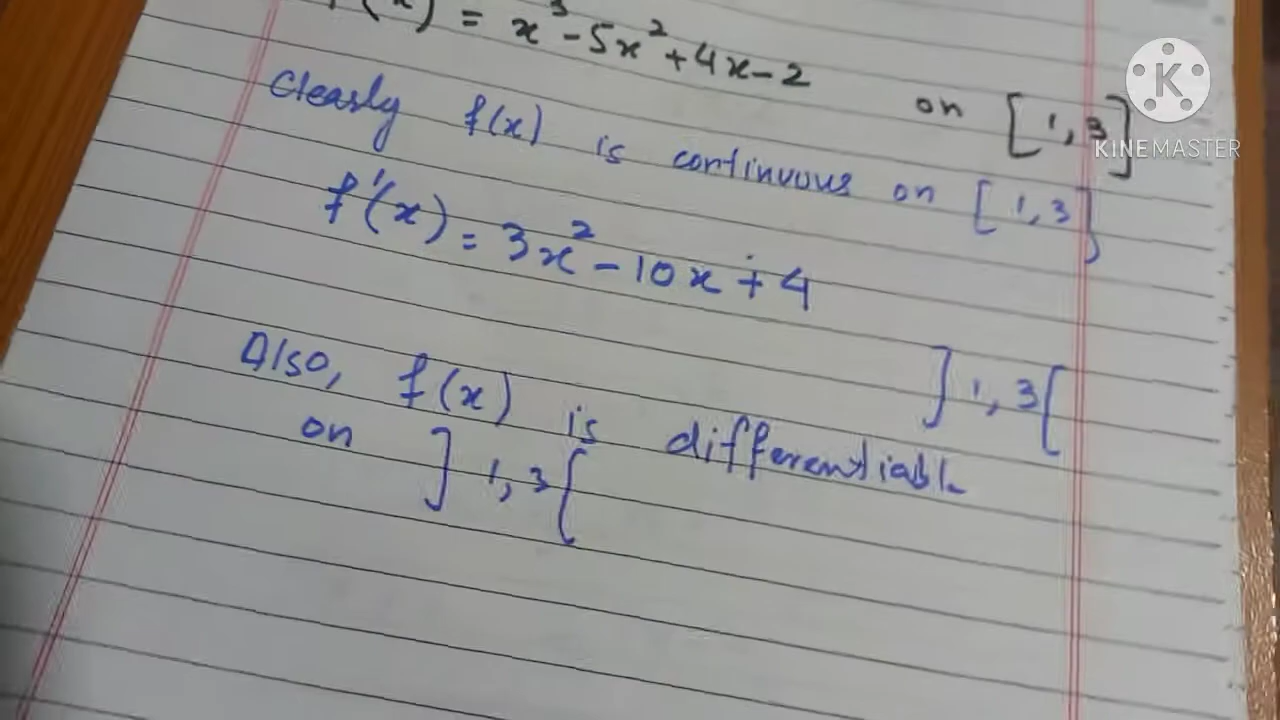 f(x) = x³ - 5x² + 4x - 2 on [1, 3]
Clearly f(x) is continuous on [1, 3]
f'(x) = 3x² - 10x + 4
]1, 3[
Also, f(x) is differentiable
on ]1, 3[
K
KINEMASTER